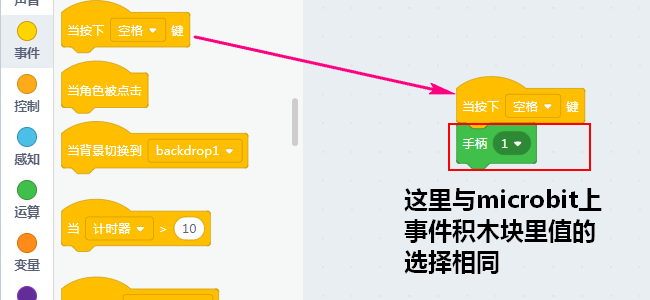 声音
事件
控制
感知
运算
变量
当按下 空格 键
当角色被点击
当背景切换到 backdrop1
当 计时器 > 10
当按下 空格 键
手柄 1
这里与microbit上
事件积木块里值的
选择相同